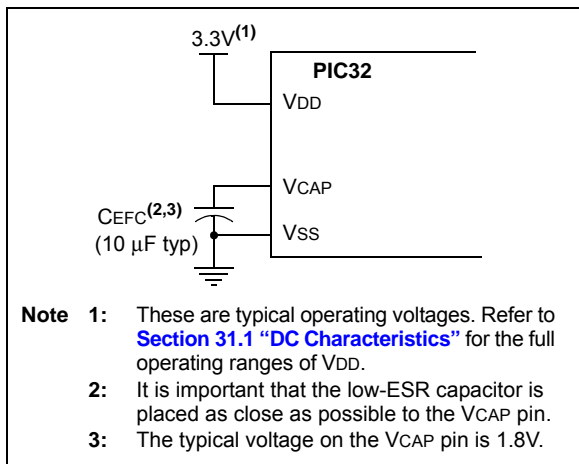 3.3V(1)
PIC32
VDD
VCAP
CEFC(2,3)
(10 μF typ)
VSS
Note 1: These are typical operating voltages. Refer to
Section 31.1 “DC Characteristics” for the full
operating ranges of VDD.
2: It is important that the low-ESR capacitor is
placed as close as possible to the VCAP pin.
3: The typical voltage on the VCAP pin is 1.8V.